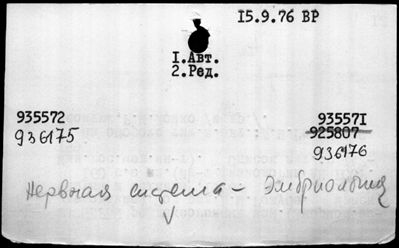 15.9.76 ВР
1.Авт.
2.Ред.
935572 935571
936175 925807
936176
Нервная система – Эмбриология